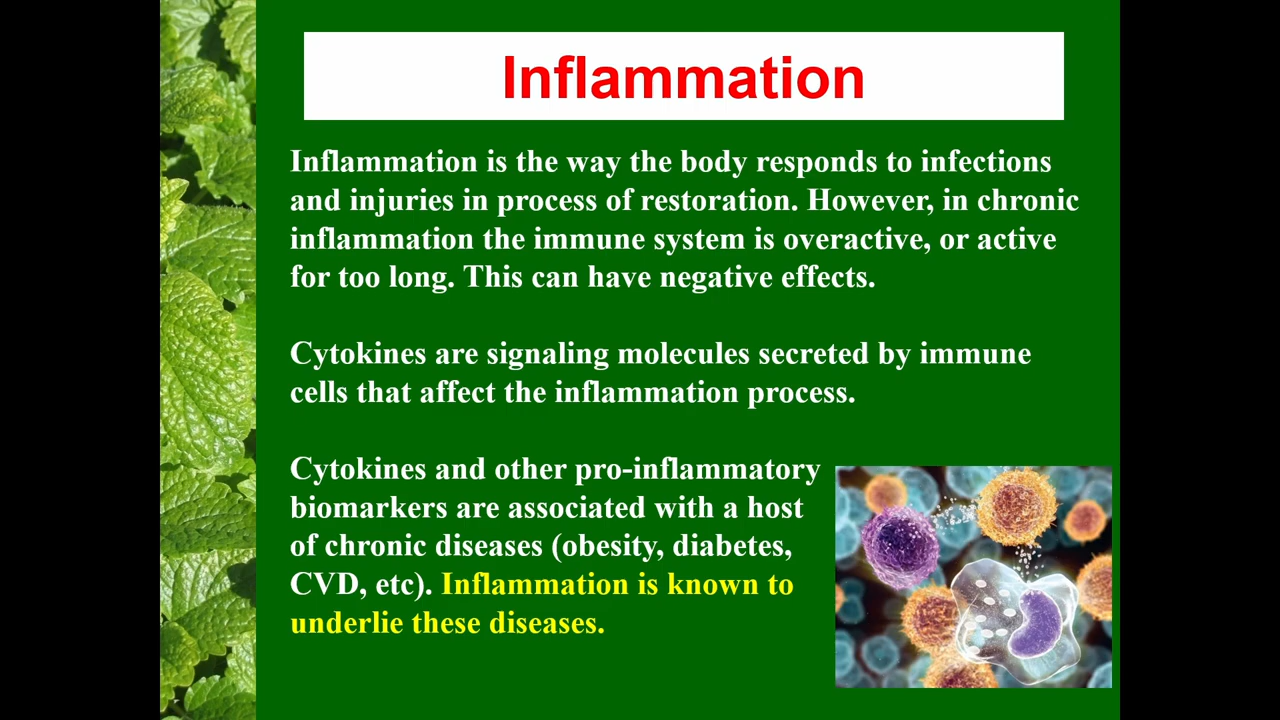 Inflammation
Inflammation is the way the body responds to infections
and injuries in process of restoration. However, in chronic
inflammation the immune system is overactive, or active
for too long. This can have negative effects.
Cytokines are signaling molecules secreted by immune
cells that affect the inflammation process.
Cytokines and other pro-inflammatory
biomarkers are associated with a host
of chronic diseases (obesity, diabetes,
CVD, etc). Inflammation is known to
underlie these diseases.